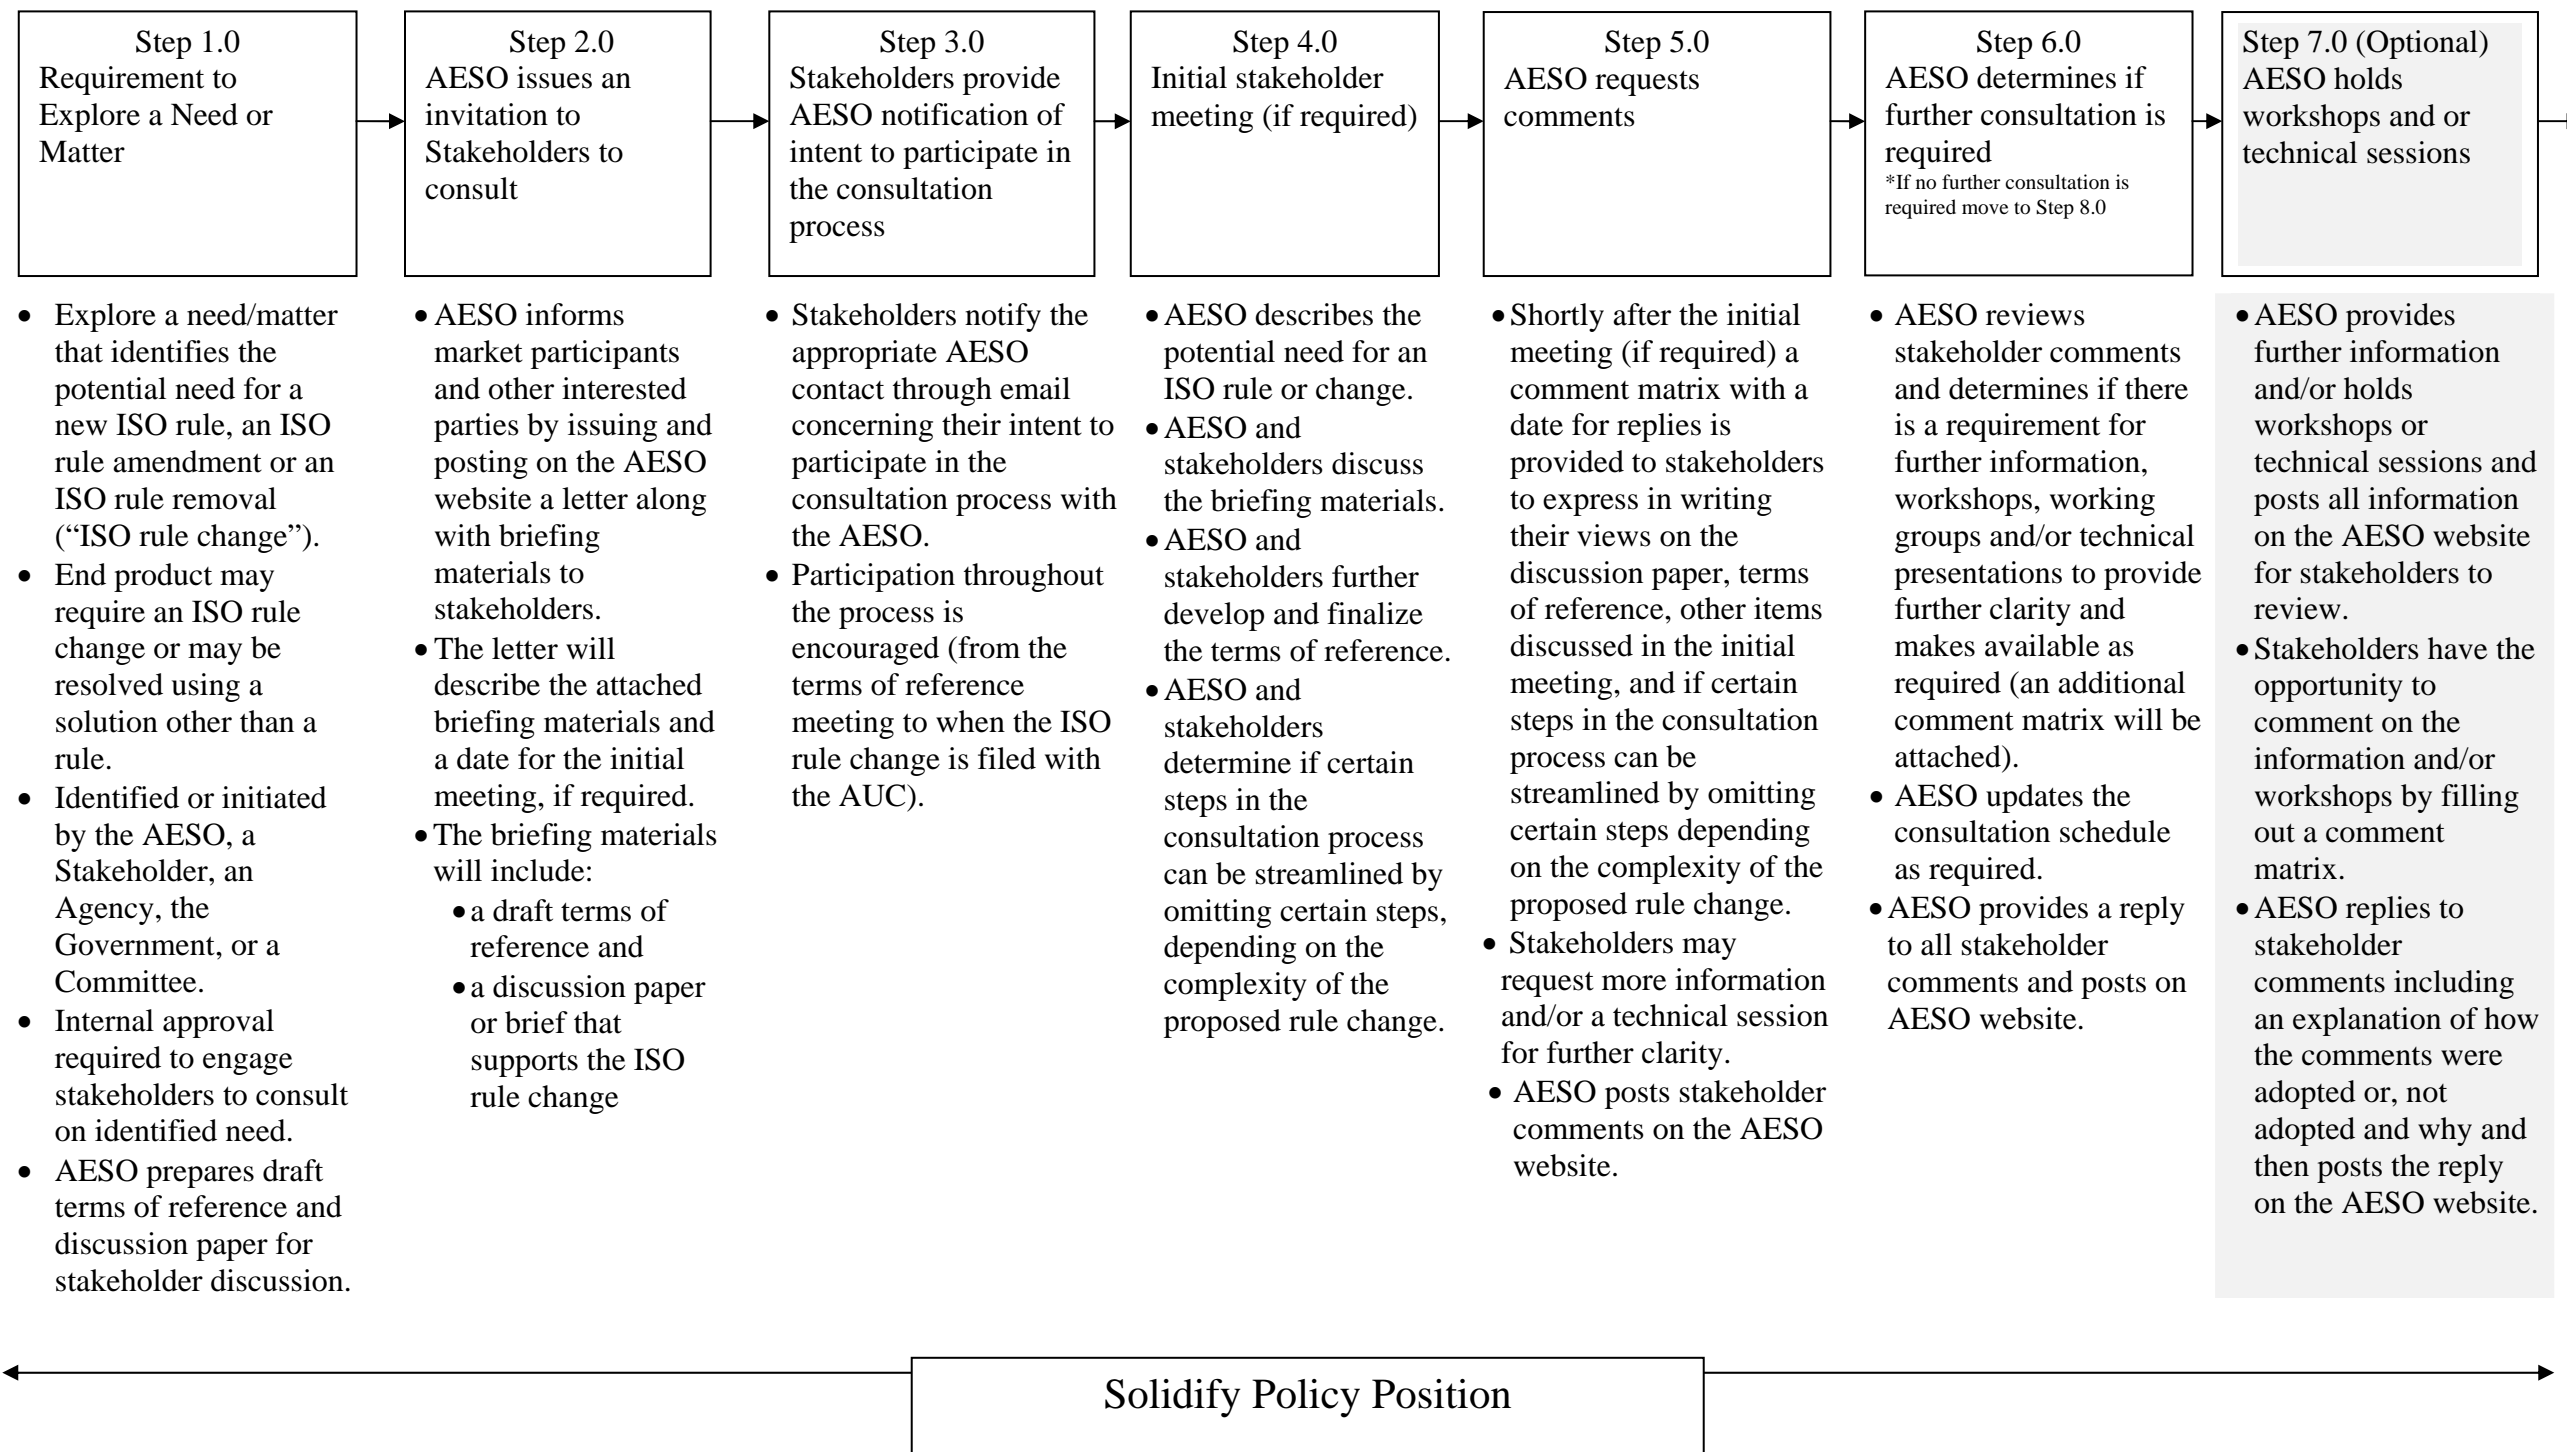 Step 1.0
Requirement to
Explore a Need or
Matter
Step 2.0
AESO issues an
invitation to
Stakeholders to
consult
Step 3.0
Stakeholders provide
AESO notification of
intent to participate in
the consultation
process
Step 4.0
Initial stakeholder
meeting (if required)
Step 5.0
AESO requests
comments
Step 6.0
AESO determines if
further consultation is
required
*If no further consultation is
required move to Step 8.0
Step 7.0 (Optional)
AESO holds
workshops and or
technical sessions
• Explore a need/matter
that identifies the
potential need for a
new ISO rule, an ISO
rule amendment or an
ISO rule removal
(“ISO rule change”).
• End product may
require an ISO rule
change or may be
resolved using a
solution other than a
rule.
• Identified or initiated
by the AESO, a
Stakeholder, an
Agency, the
Government, or a
Committee.
• Internal approval
required to engage
stakeholders to consult
on identified need.
• AESO prepares draft
terms of reference and
discussion paper for
stakeholder discussion.
• AESO informs
market participants
and other interested
parties by issuing and
posting on the AESO
website a letter along
with briefing
materials to
stakeholders.
• The letter will
describe the attached
briefing materials and
a date for the initial
meeting, if required.
• The briefing materials
will include:
• a draft terms of
reference and
• a discussion paper
or brief that
supports the ISO
rule change
• Stakeholders notify the
appropriate AESO
contact through email
concerning their intent to
participate in the
consultation process with
the AESO.
• Participation throughout
the process is
encouraged (from the
terms of reference
meeting to when the ISO
rule change is filed with
the AUC).
• AESO describes the
potential need for an
ISO rule or change.
• AESO and
stakeholders discuss
the briefing materials.
• AESO and
stakeholders further
develop and finalize
the terms of reference.
• AESO and
stakeholders
determine if certain
steps in the
consultation process
can be streamlined by
omitting certain steps,
depending on the
complexity of the
proposed rule change.
• Shortly after the initial
meeting (if required) a
comment matrix with a
date for replies is
provided to stakeholders
to express in writing
their views on the
discussion paper, terms
of reference, other items
discussed in the initial
meeting, and if certain
steps in the consultation
process can be
streamlined by omitting
certain steps depending
on the complexity of the
proposed rule change.
• Stakeholders may
request more information
and/or a technical session
for further clarity.
• AESO posts stakeholder
comments on the AESO
website.
• AESO reviews
stakeholder comments
and determines if there
is a requirement for
further information,
workshops, working
groups and/or technical
presentations to provide
further clarity and
makes available as
required (an additional
comment matrix will be
attached).
• AESO updates the
consultation schedule
as required.
• AESO provides a reply
to all stakeholder
comments and posts on
AESO website.
• AESO provides
further information
and/or holds
workshops or
technical sessions and
posts all information
on the AESO website
for stakeholders to
review.
• Stakeholders have the
opportunity to
comment on the
information and/or
workshops by filling
out a comment
matrix.
• AESO replies to
stakeholder
comments including
an explanation of how
the comments were
adopted or, not
adopted and why and
then posts the reply
on the AESO website.
Solidify Policy Position